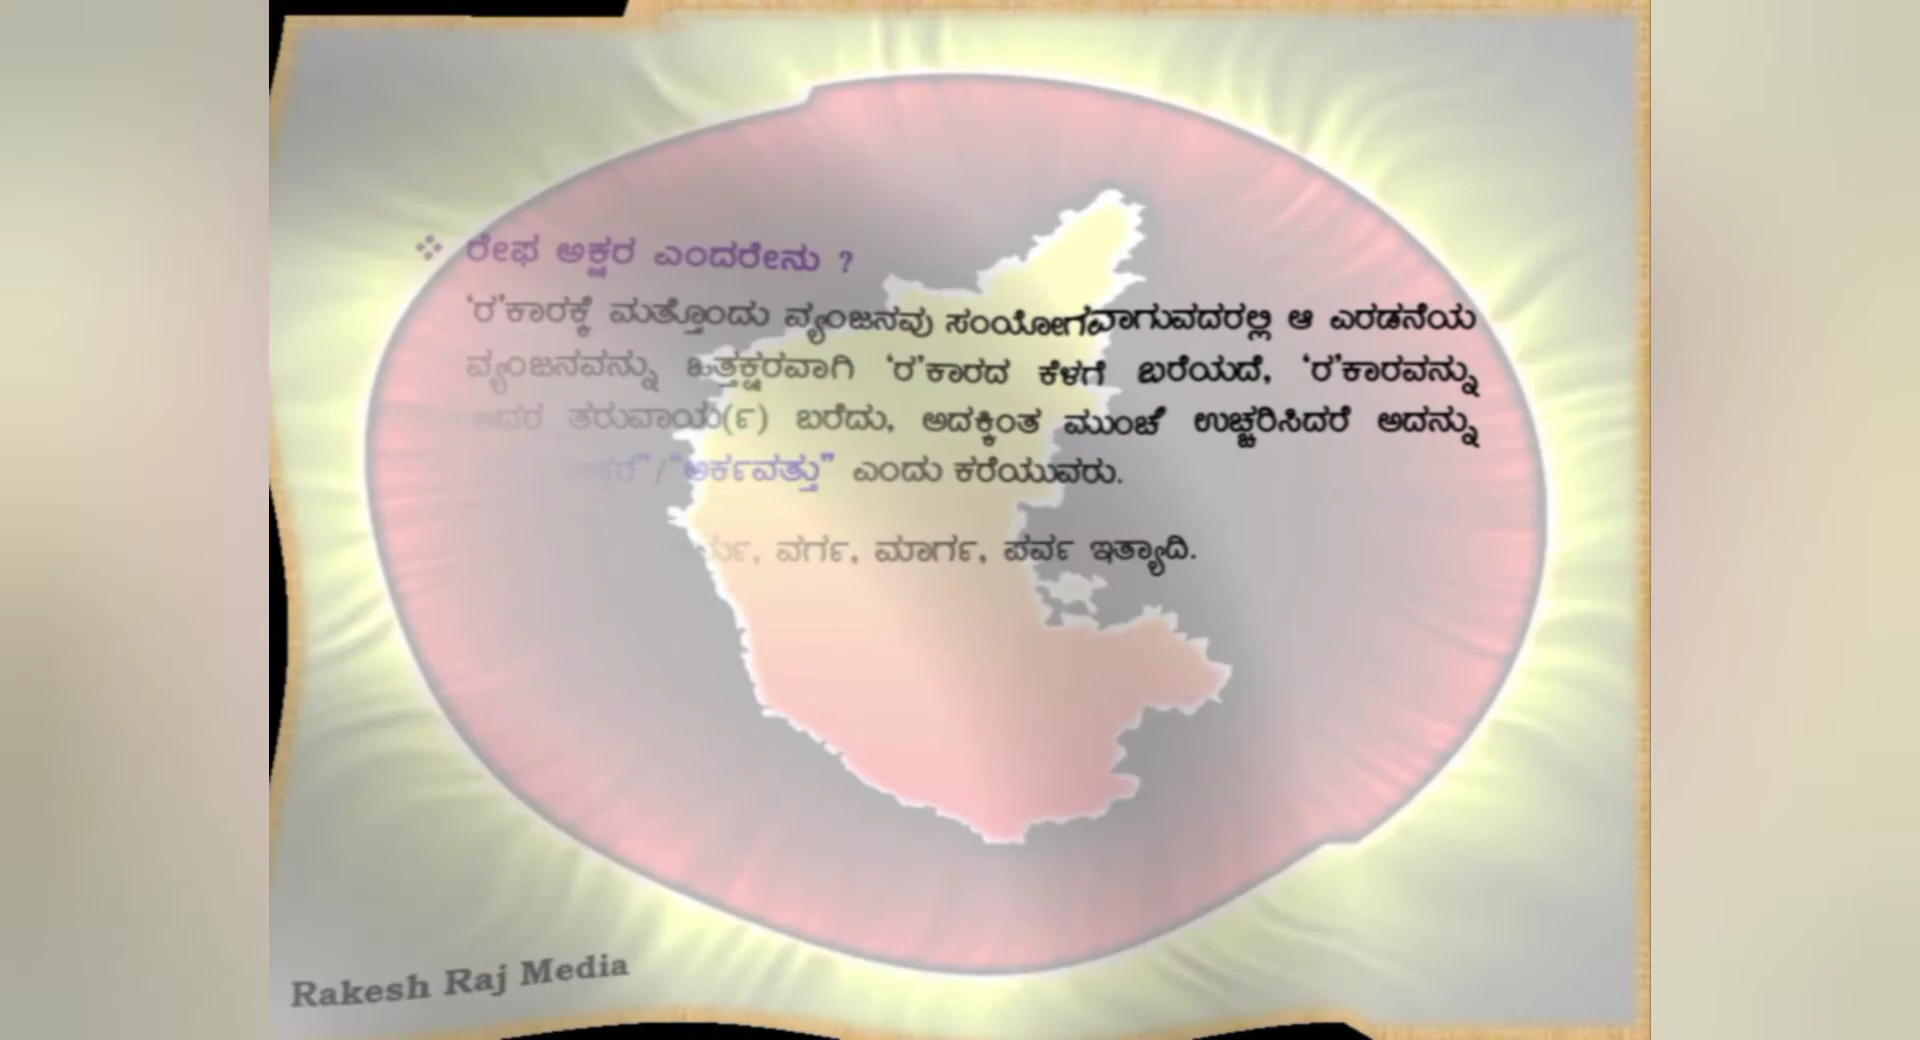 ❖ ರೇಫ ಅಕ್ಷರ ಎಂದರೇನು ?
‘ರ’ಕಾರಕ್ಕೆ ಮತ್ತೊಂದು ವ್ಯಂಜನವು ಸಂಯೋಗವಾಗುವದರಲ್ಲಿ ಆ ಎರಡನೆಯ
ವ್ಯಂಜನವನ್ನು ಒತ್ತಕ್ಷರವಾಗಿ ‘ರ’ಕಾರದ ಕೆಳಗೆ ಬರೆಯದೆ, ‘ರ’ಕಾರವನ್ನು
ತರುವಾಯ(ರ್) ಬರೆದು, ಅದಕ್ಕಿಂತ ಮುಂಚೆ ಉಚ್ಚರಿಸಿದರೆ ಅದನ್ನು
/“ಅರ್ಕವತ್ತು” ಎಂದು ಕರೆಯುವರು.
ವರ್ಗ, ಮಾರ್ಗ, ಪರ್ವ ಇತ್ಯಾದಿ.
Rakesh Raj Media